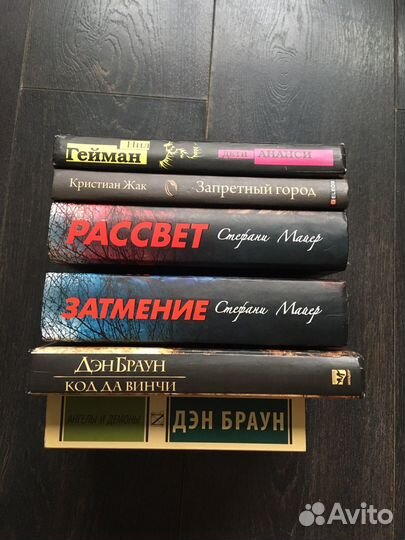 Нил
Гейман
Дети АНАНСИ
Кристиан Жак
Запретный город
РАССВЕТ Стефани Майер
ЗАТМЕНИЕ Стефани Майер
ДЭН БРАУН
КОД ДА ВИНЧИ
АНГЕЛЫ И ДЕМОНЫ
ДЭН БРАУН
Avito